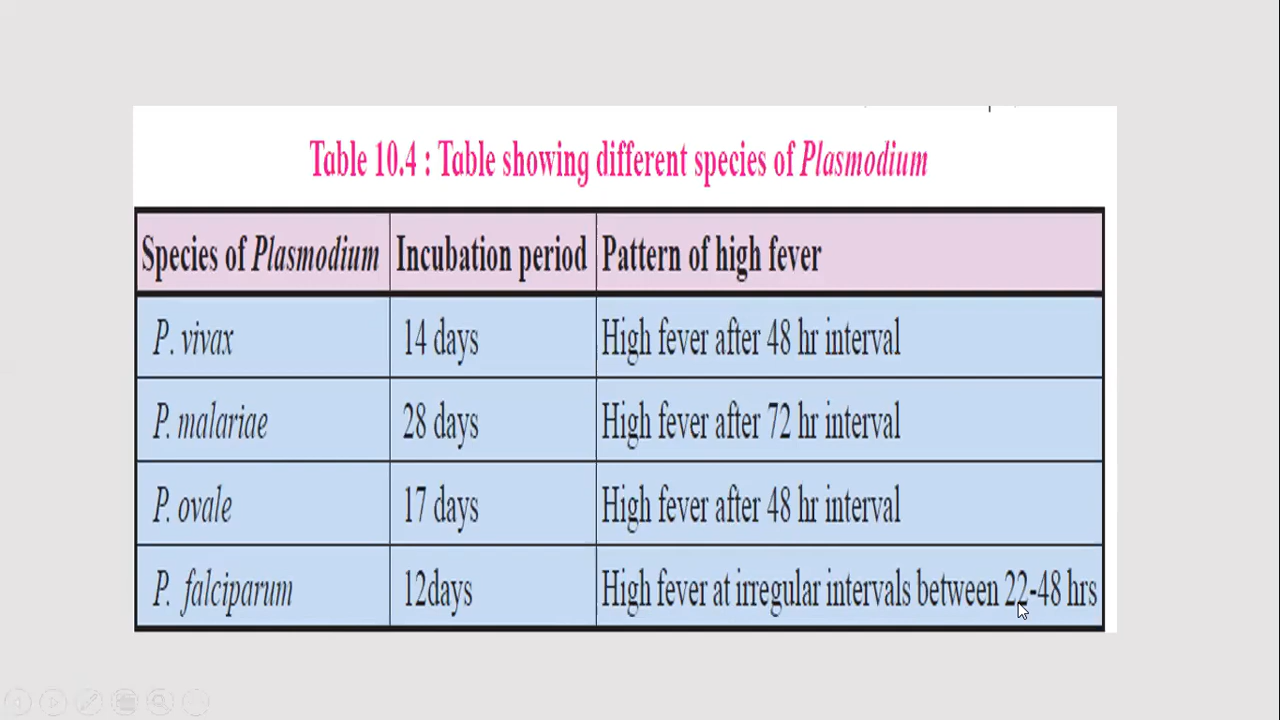 Table 10.4 : Table showing different species of Plasmodium
Species of Plasmodium Incubation period Pattern of high fever
P. vivax 14 days High fever after 48 hr interval
P. malariae 28 days High fever after 72 hr interval
P. ovale 17 days High fever after 48 hr interval
P. falciparum 12days High fever at irregular intervals between 22-48 hrs